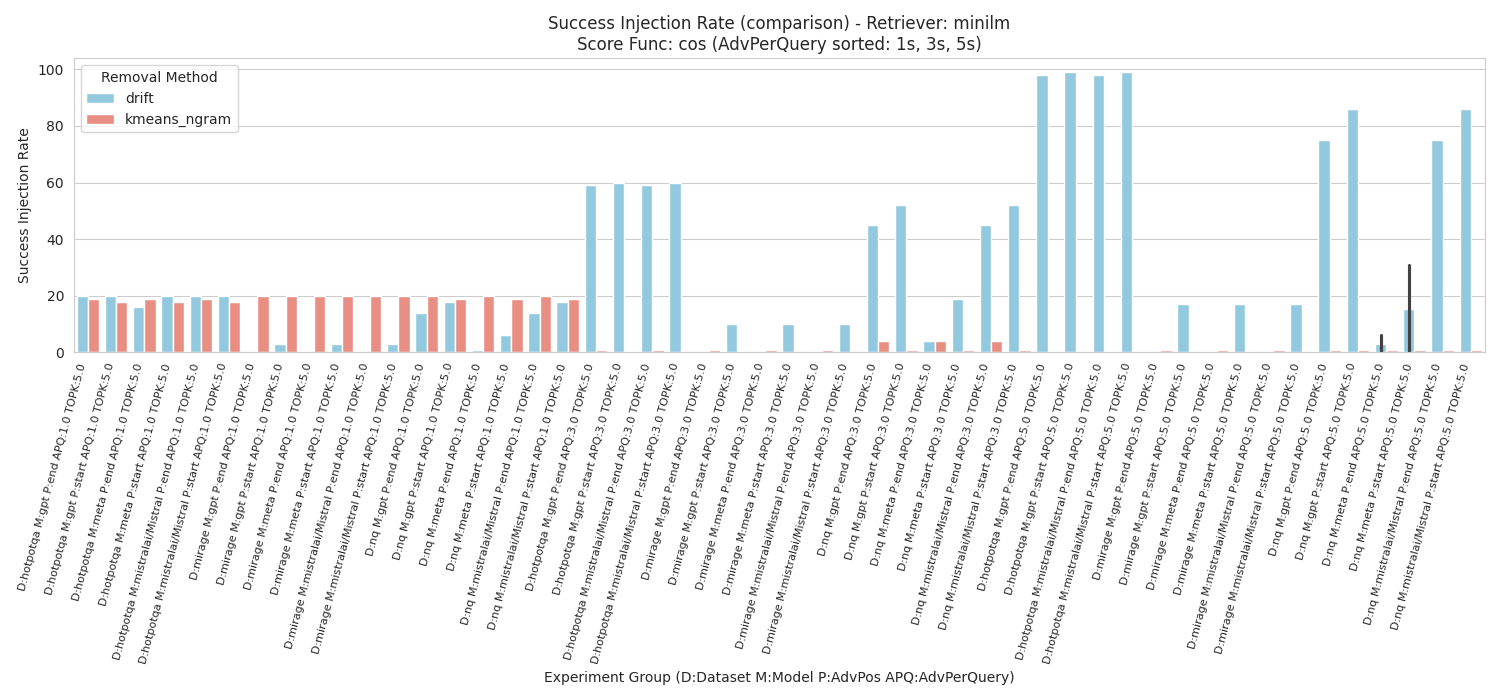 Success Injection Rate (comparison) - Retriever: minilm
Score Func: cos (AdvPerQuery sorted: 1s, 3s, 5s)
Removal Method
drift
kmeans_ngram
Success Injection Rate
100
80
60
40
20
0
D:hotpotqa M:gpt P:end APQ:1.0 TOPK:5.0
D:hotpotqa M:gpt P:start APQ:1.0 TOPK:5.0
D:hotpotqa M:meta P:end APQ:1.0 TOPK:5.0
D:hotpotqa M:meta P:start APQ:1.0 TOPK:5.0
D:hotpotqa M:mistralai/Mistral P:end APQ:1.0 TOPK:5.0
D:hotpotqa M:mistralai/Mistral P:start APQ:1.0 TOPK:5.0
D:mirage M:gpt P:end APQ:1.0 TOPK:5.0
D:mirage M:gpt P:start APQ:1.0 TOPK:5.0
D:mirage M:meta P:end APQ:1.0 TOPK:5.0
D:mirage M:meta P:start APQ:1.0 TOPK:5.0
D:mirage M:mistralai/Mistral P:end APQ:1.0 TOPK:5.0
D:mirage M:mistralai/Mistral P:start APQ:1.0 TOPK:5.0
D:nq M:gpt P:end APQ:1.0 TOPK:5.0
D:nq M:gpt P:start APQ:1.0 TOPK:5.0
D:nq M:meta P:end APQ:1.0 TOPK:5.0
D:nq M:meta P:start APQ:1.0 TOPK:5.0
D:nq M:mistralai/Mistral P:end APQ:1.0 TOPK:5.0
D:nq M:mistralai/Mistral P:start APQ:1.0 TOPK:5.0
D:hotpotqa M:gpt P:end APQ:3.0 TOPK:5.0
D:hotpotqa M:gpt P:start APQ:3.0 TOPK:5.0
D:hotpotqa M:mistralai/Mistral P:end APQ:3.0 TOPK:5.0
D:hotpotqa M:mistralai/Mistral P:start APQ:3.0 TOPK:5.0
D:mirage M:gpt P:end APQ:3.0 TOPK:5.0
D:mirage M:gpt P:start APQ:3.0 TOPK:5.0
D:mirage M:meta P:end APQ:3.0 TOPK:5.0
D:mirage M:meta P:start APQ:3.0 TOPK:5.0
D:mirage M:mistralai/Mistral P:end APQ:3.0 TOPK:5.0
D:mirage M:mistralai/Mistral P:start APQ:3.0 TOPK:5.0
D:nq M:gpt P:end APQ:3.0 TOPK:5.0
D:nq M:gpt P:start APQ:3.0 TOPK:5.0
D:nq M:meta P:end APQ:3.0 TOPK:5.0
D:nq M:meta P:start APQ:3.0 TOPK:5.0
D:nq M:mistralai/Mistral P:end APQ:3.0 TOPK:5.0
D:nq M:mistralai/Mistral P:start APQ:3.0 TOPK:5.0
D:hotpotqa M:gpt P:end APQ:5.0 TOPK:5.0
D:hotpotqa M:gpt P:start APQ:5.0 TOPK:5.0
D:hotpotqa M:mistralai/Mistral P:end APQ:5.0 TOPK:5.0
D:hotpotqa M:mistralai/Mistral P:start APQ:5.0 TOPK:5.0
D:mirage M:gpt P:end APQ:5.0 TOPK:5.0
D:mirage M:gpt P:start APQ:5.0 TOPK:5.0
D:mirage M:meta P:end APQ:5.0 TOPK:5.0
D:mirage M:meta P:start APQ:5.0 TOPK:5.0
D:mirage M:mistralai/Mistral P:end APQ:5.0 TOPK:5.0
D:mirage M:mistralai/Mistral P:start APQ:5.0 TOPK:5.0
D:nq M:gpt P:end APQ:5.0 TOPK:5.0
D:nq M:gpt P:start APQ:5.0 TOPK:5.0
D:nq M:meta P:end APQ:5.0 TOPK:5.0
D:nq M:meta P:start APQ:5.0 TOPK:5.0
D:nq M:mistralai/Mistral P:end APQ:5.0 TOPK:5.0
D:nq M:mistralai/Mistral P:start APQ:5.0 TOPK:5.0
Experiment Group (D:Dataset M:Model P:AdvPos APQ:AdvPerQuery)